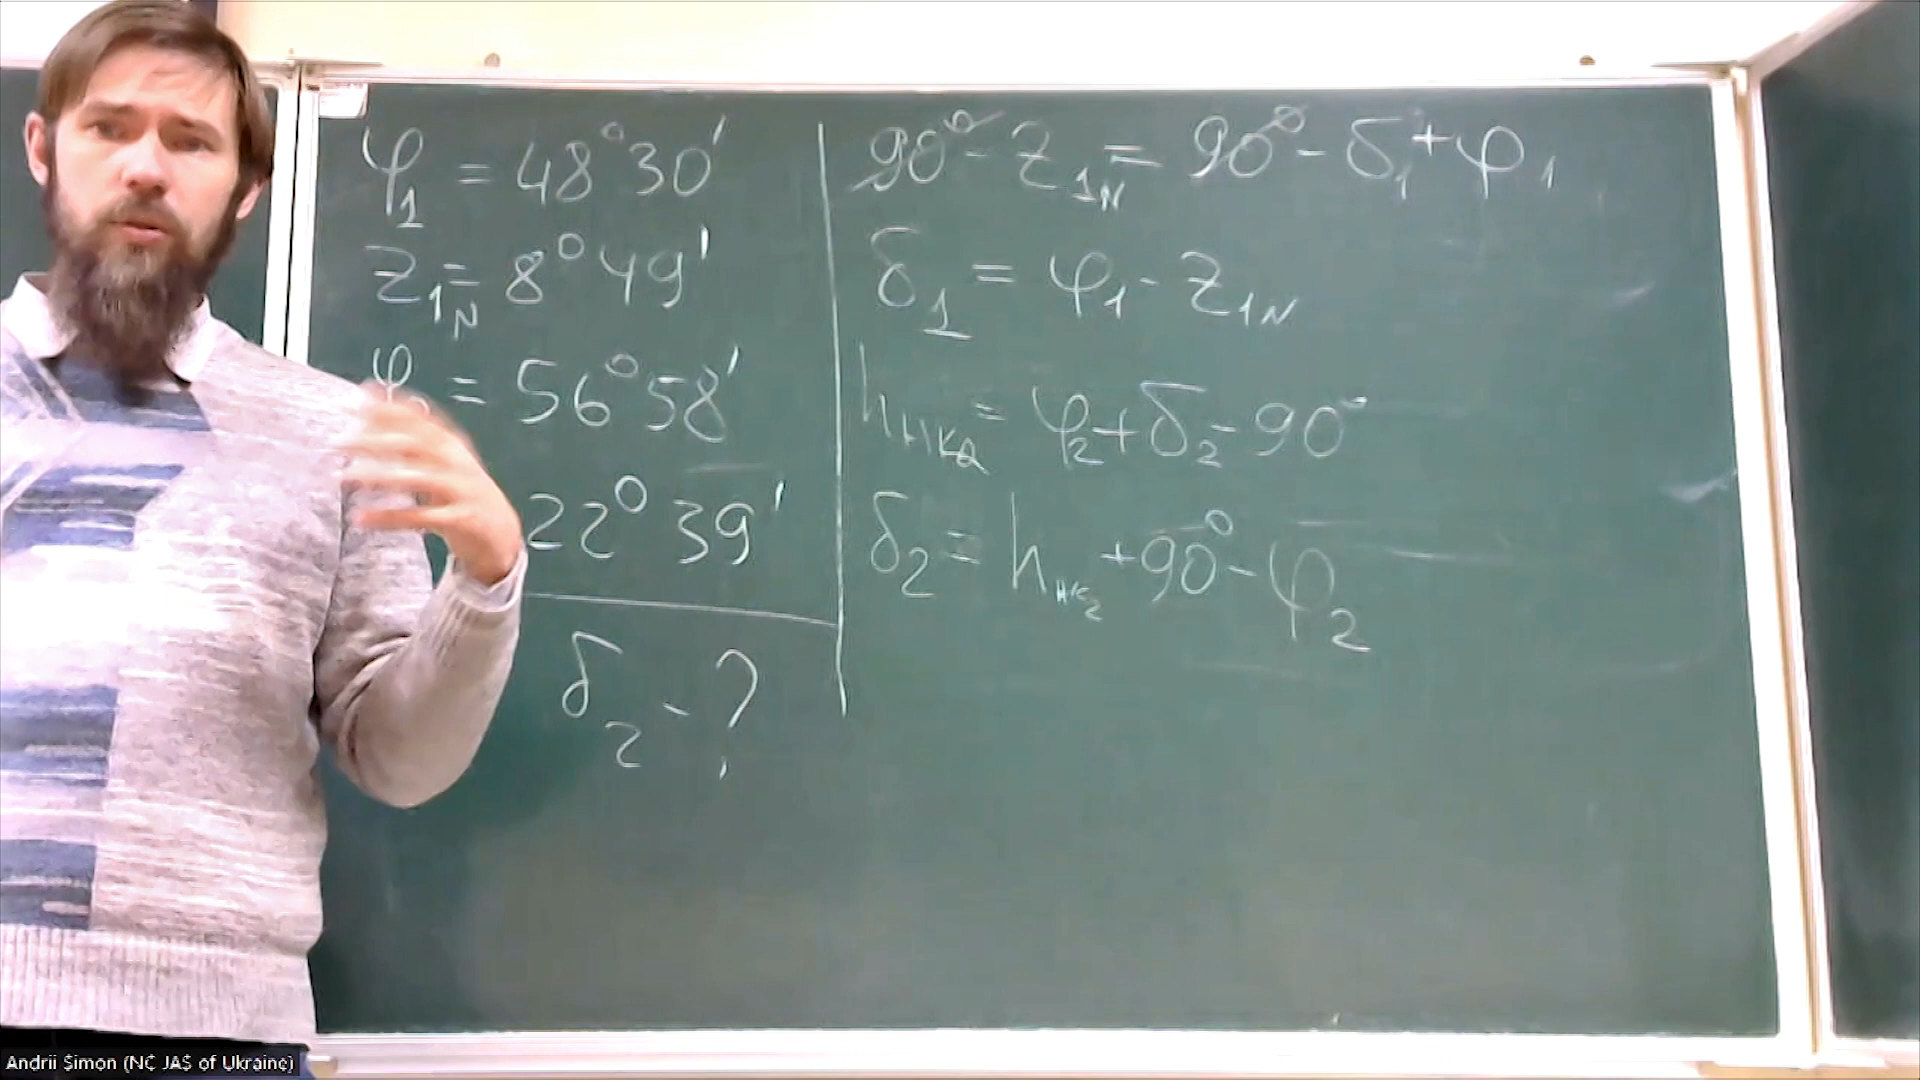 φ₁ = 48°30′
z₁N = 8°49′
φ = 56°58′
22°39′
δ₂ - ?
90° - z₁N = 90° - δ₁ + φ₁
δ₁ = φ₁ - z₁N
hнк₂ = φ₂ + δ₂ - 90°
δ₂ = hнк₂ + 90° - φ₂
Andrii Simon (NC JAS of Ukraine)